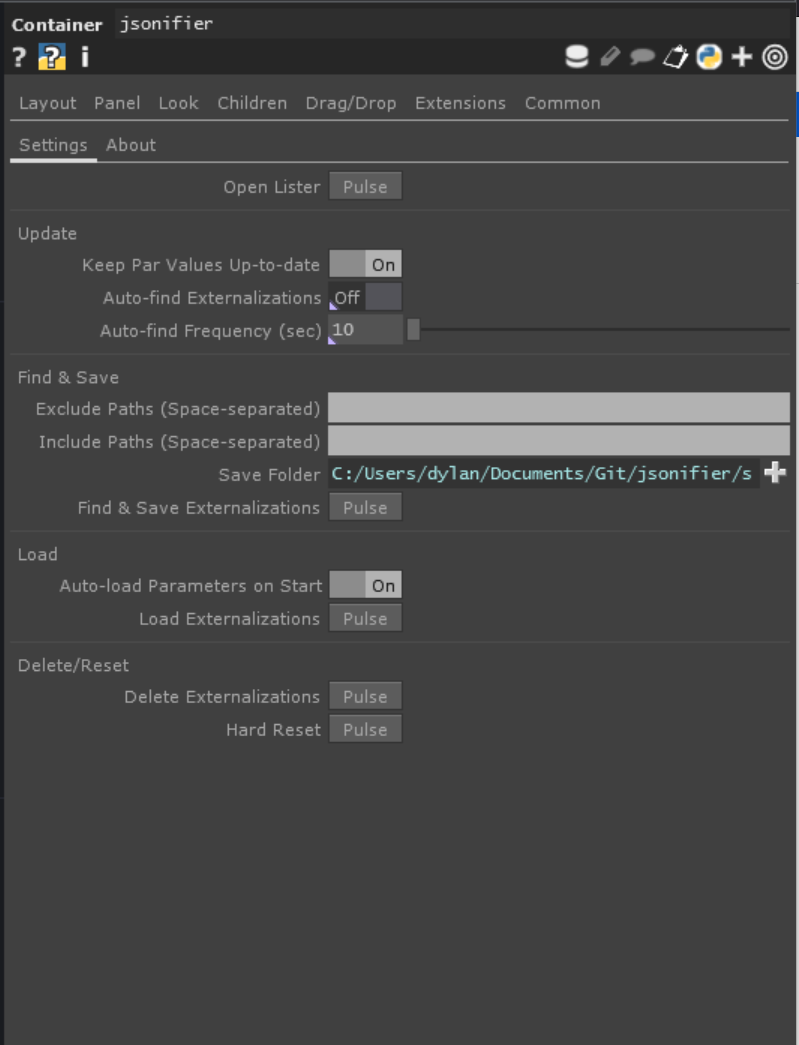 Container jsonifier
? ? i
Layout Panel Look Children Drag/Drop Extensions Common
Settings About
Open Lister Pulse
Update
Keep Par Values Up-to-date On
Auto-find Externalizations Off
Auto-find Frequency (sec) 10
Find & Save
Exclude Paths (Space-separated)
Include Paths (Space-separated)
Save Folder C:/Users/dylan/Documents/Git/jsonifier/s
Find & Save Externalizations Pulse
Load
Auto-load Parameters on Start On
Load Externalizations Pulse
Delete/Reset
Delete Externalizations Pulse
Hard Reset Pulse